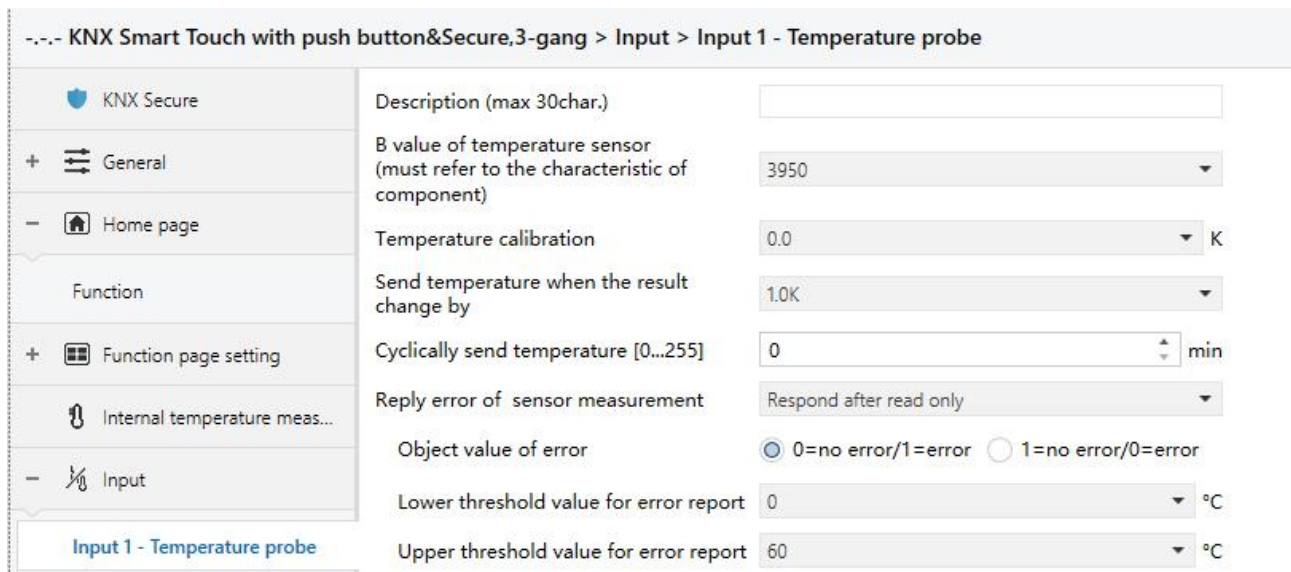 -.-.- KNX Smart Touch with push button&Secure,3-gang > Input > Input 1 - Temperature probe
KNX Secure
+ General
− Home page
Function
+ Function page setting
Internal temperature meas...
− Input
Input 1 - Temperature probe
Description (max 30char.)
B value of temperature sensor
(must refer to the characteristic of
component)
3950
Temperature calibration
0.0 K
Send temperature when the result
change by
1.0K
Cyclically send temperature [0...255]
0 min
Reply error of sensor measurement
Respond after read only
Object value of error
0=no error/1=error 1=no error/0=error
Lower threshold value for error report
0 °C
Upper threshold value for error report
60 °C